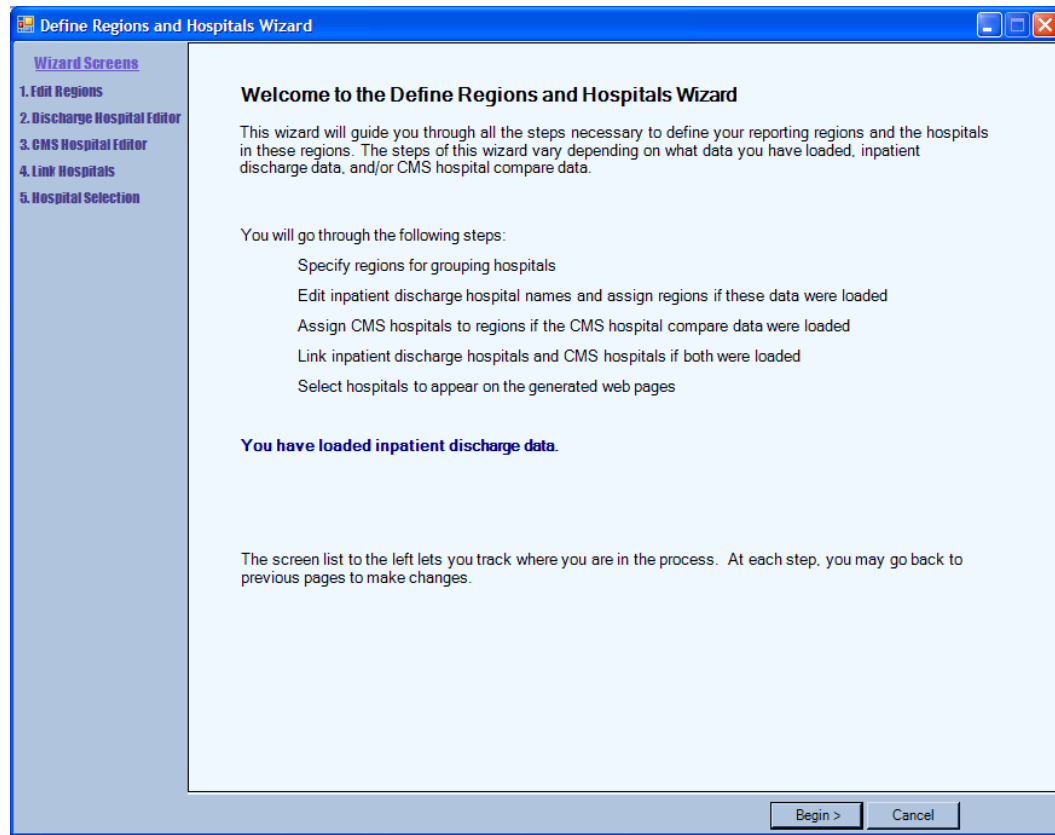 Define Regions and Hospitals Wizard
Wizard Screens
1. Edit Regions
2. Discharge Hospital Editor
3. CMS Hospital Editor
4. Link Hospitals
5. Hospital Selection
Welcome to the Define Regions and Hospitals Wizard
This wizard will guide you through all the steps necessary to define your reporting regions and the hospitals
in these regions. The steps of this wizard vary depending on what data you have loaded, inpatient
discharge data, and/or CMS hospital compare data.
You will go through the following steps:
Specify regions for grouping hospitals
Edit inpatient discharge hospital names and assign regions if these data were loaded
Assign CMS hospitals to regions if the CMS hospital compare data were loaded
Link inpatient discharge hospitals and CMS hospitals if both were loaded
Select hospitals to appear on the generated web pages
You have loaded inpatient discharge data.
The screen list to the left lets you track where you are in the process.  At each step, you may go back to
previous pages to make changes.
Begin >
Cancel